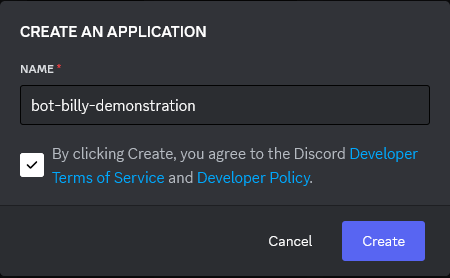 CREATE AN APPLICATION
NAME *
bot-billy-demonstration
By clicking Create, you agree to the Discord Developer
Terms of Service and Developer Policy.
Cancel
Create